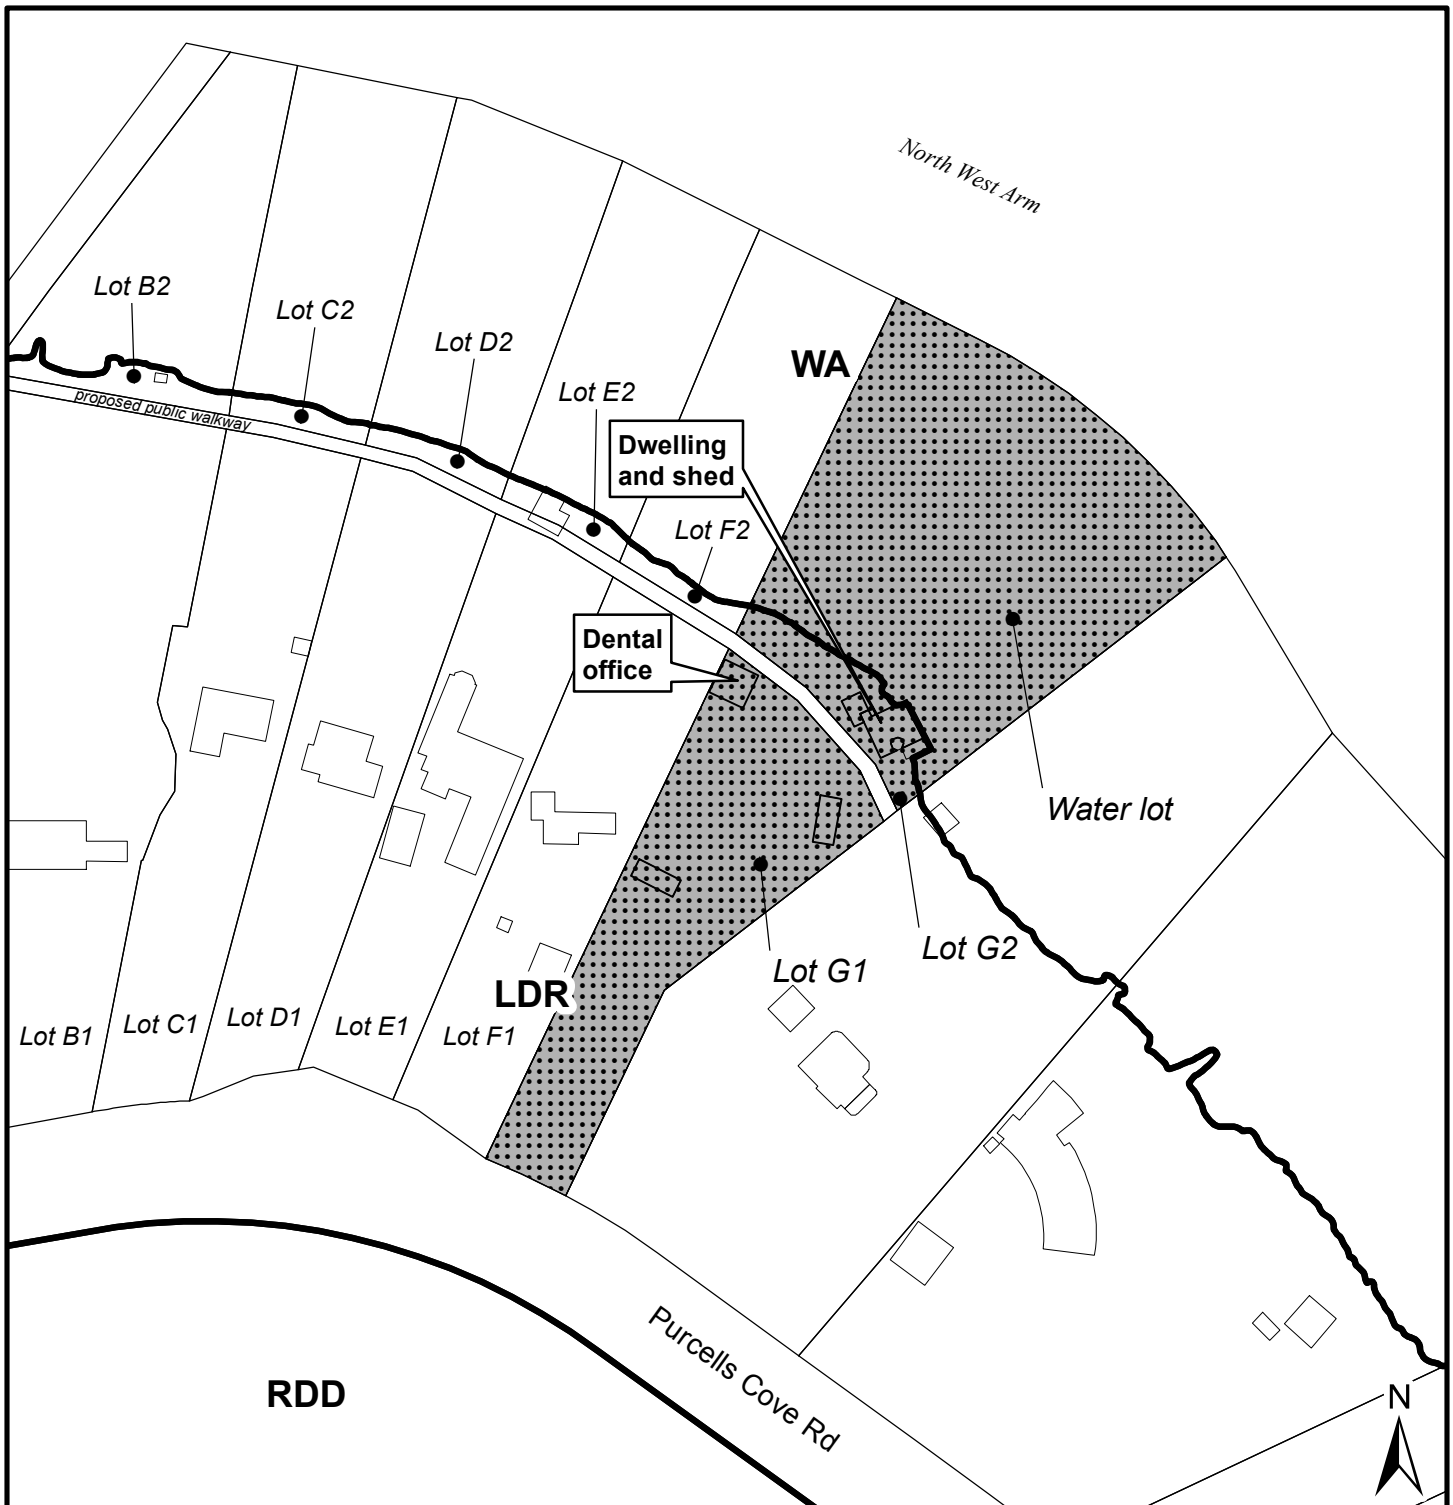 North West Arm
Lot B2
Lot C2
Lot D2
WA
Lot E2
proposed public walkway
Dwelling
and shed
Lot F2
Dental
office
Water lot
Lot G2
Lot G1
LDR
Lot B1
Lot C1
Lot D1
Lot E1
Lot F1
Purcells Cove Rd
RDD
N